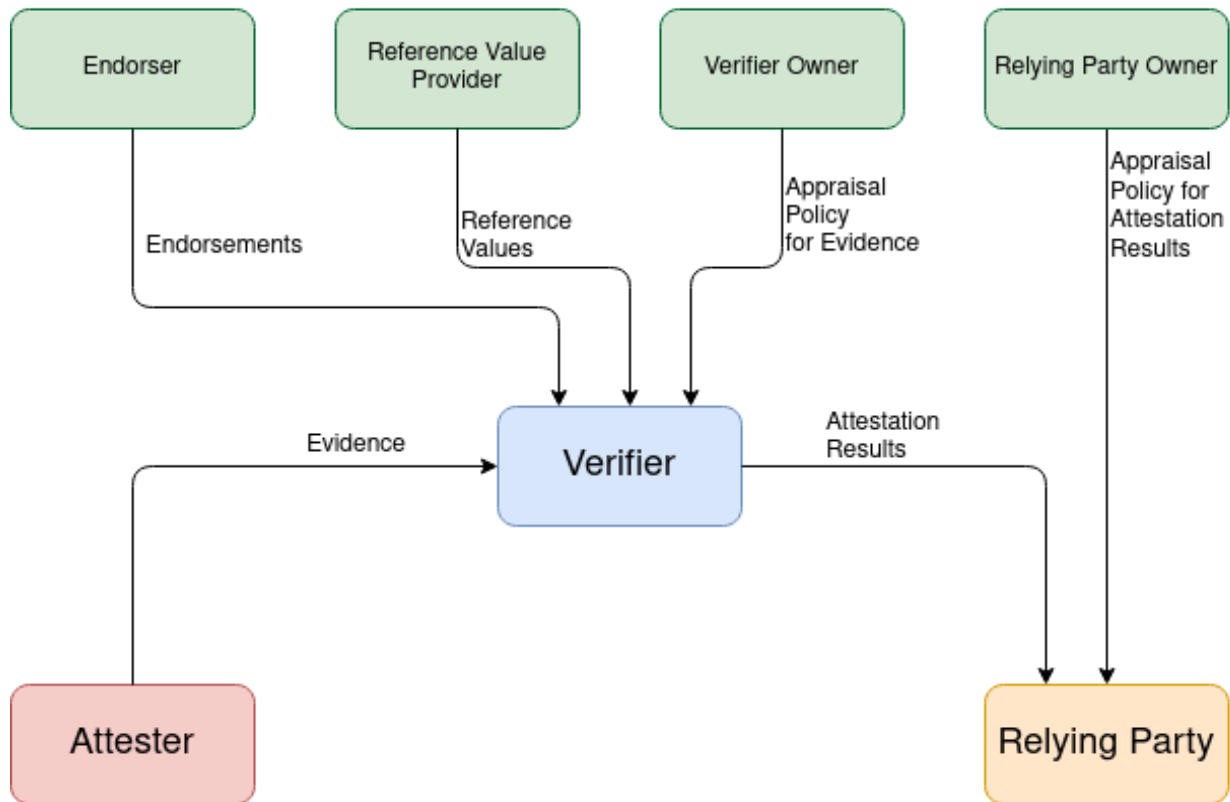 Endorser
Reference Value
Provider
Verifier Owner
Relying Party Owner
Endorsements
Reference
Values
Appraisal
Policy
for Evidence
Appraisal
Policy for
Attestation
Results
Evidence
Verifier
Attestation
Results
Attester
Relying Party